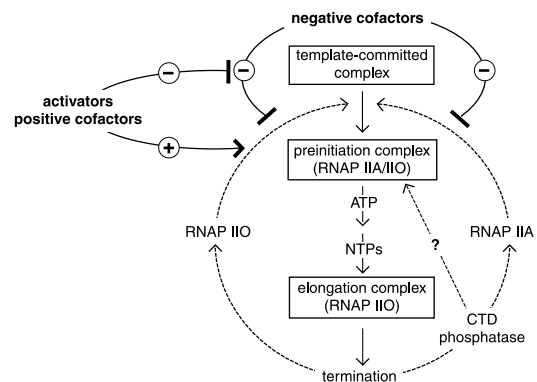 negative cofactors
−
−
−
template-committed
complex
activators
positive cofactors
+
preinitiation complex
(RNAP IIA/IIO)
ATP
RNAP IIO
?
RNAP IIA
NTPs
elongation complex
(RNAP IIO)
CTD
phosphatase
termination